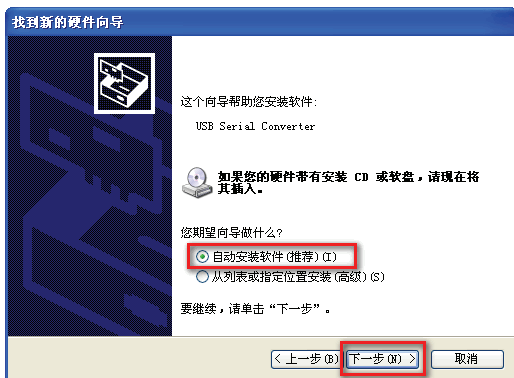 找到新的硬件向导
这个向导帮助您安装软件:
USB Serial Converter
如果您的硬件带有安装 CD 或软盘，请现在将
其插入。
您期望向导做什么?
自动安装软件(推荐)(I)
从列表或指定位置安装(高级)(S)
要继续，请单击“下一步”。
< 上一步(B)
下一步(N) >
取消